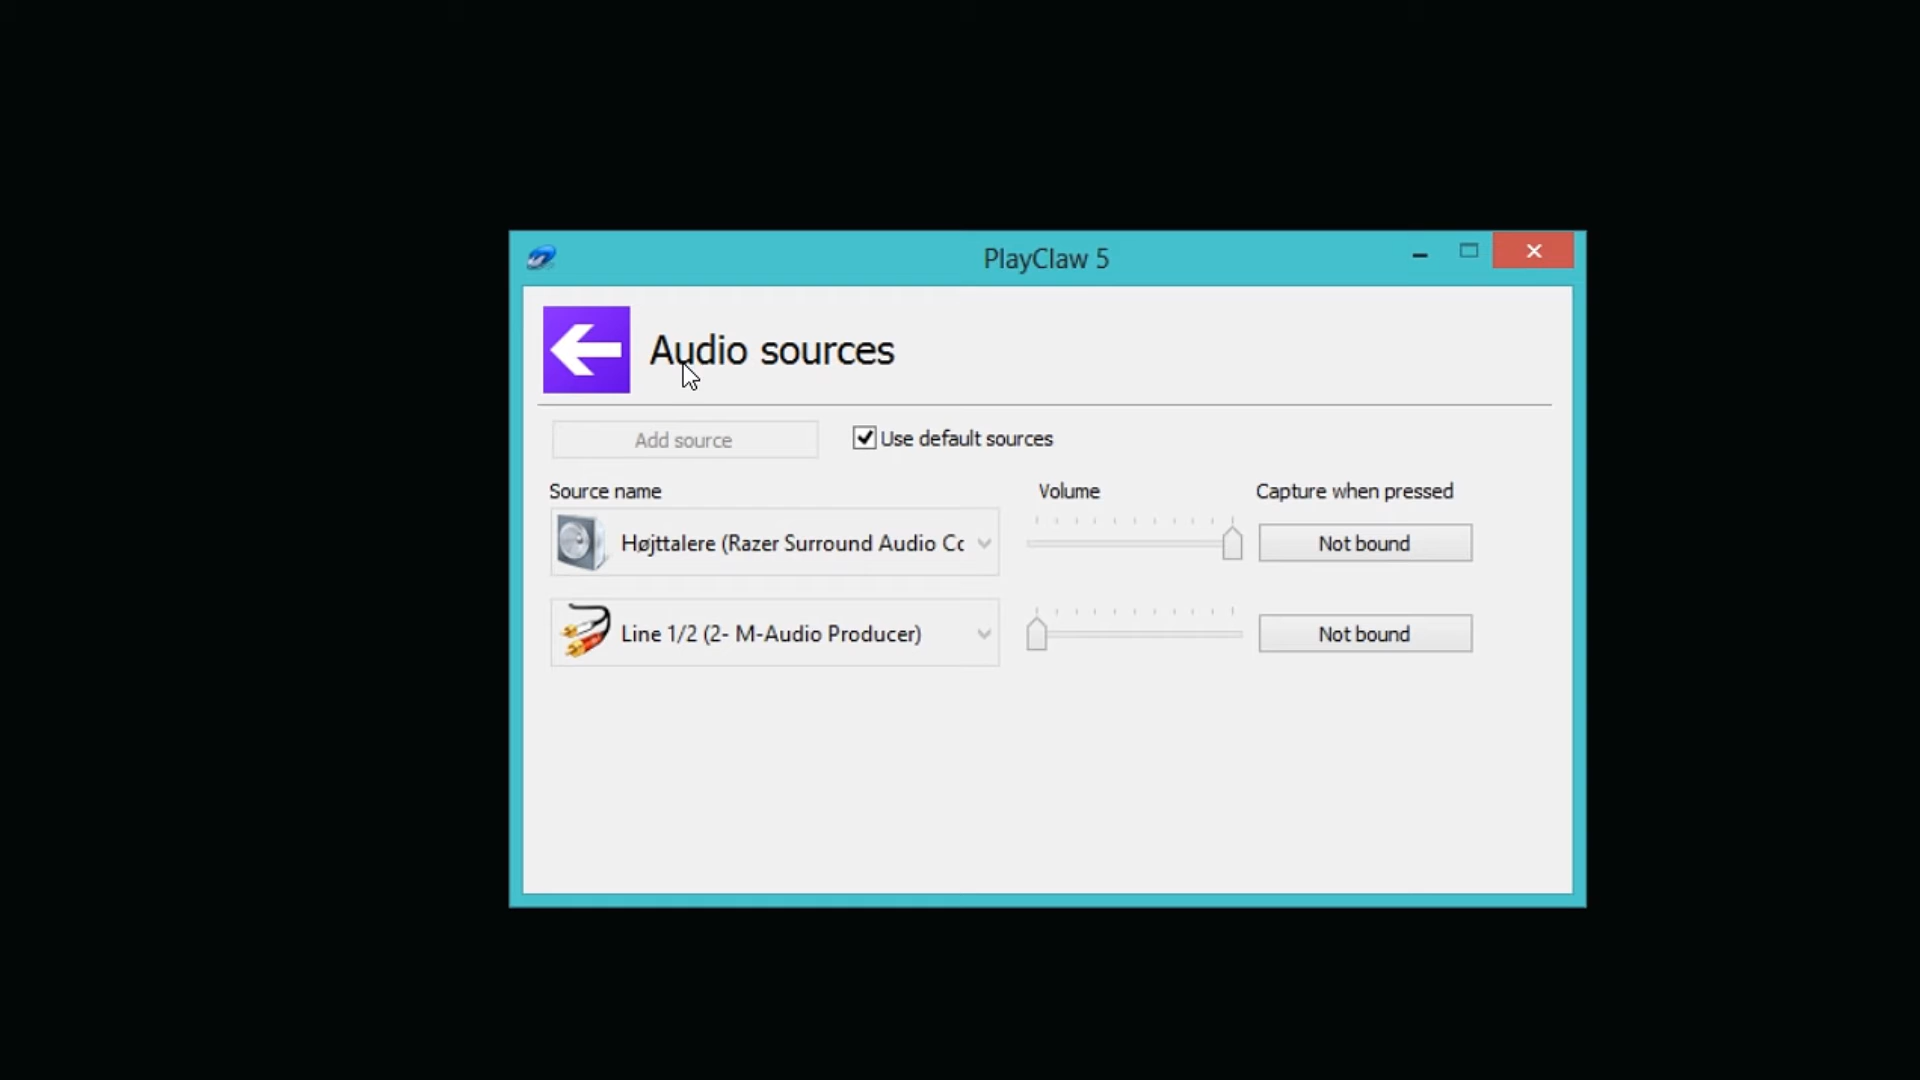 PlayClaw 5
Audio sources
Add source
Use default sources
Source name
Volume
Capture when pressed
Højttalere (Razer Surround Audio Co
Not bound
Line 1/2 (2- M-Audio Producer)
Not bound